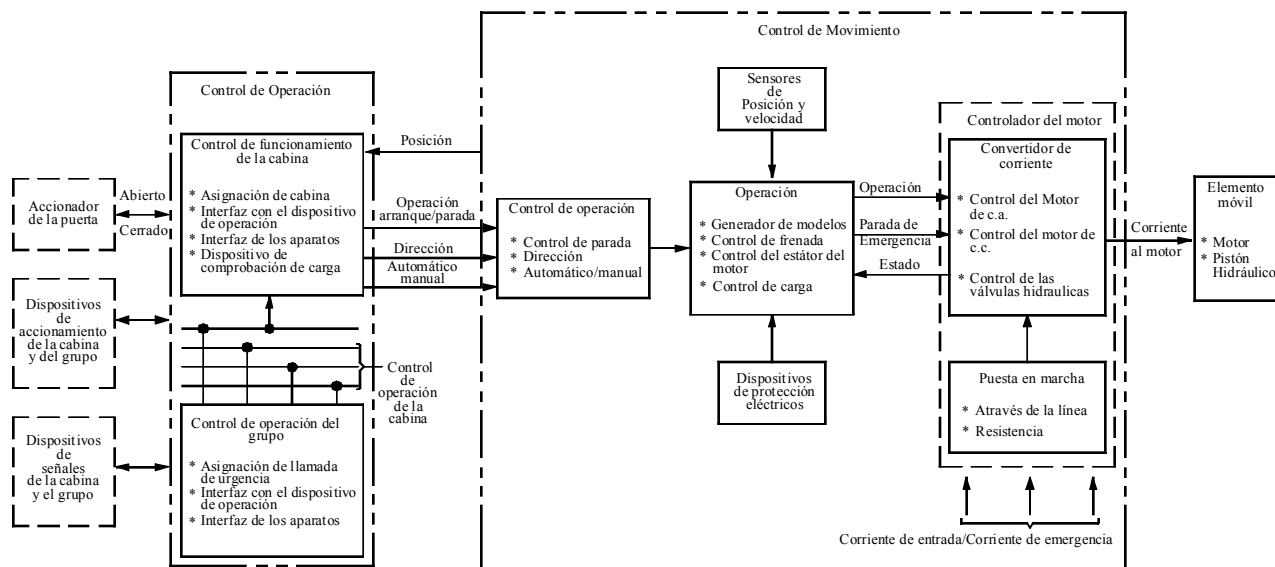 Control de Movimiento
Control de Operación
Control de funcionamiento
de la cabina
* Asignación de cabina
* Interfaz con el dispositivo
de operación
* Interfaz de los aparatos
* Dispositivo de
comprobación de carga
Abierto
Cerrado
Accionador
de la puerta
Dispositivos
de
accionamiento
de la cabina
y del grupo
Dispositivos
de
señales
de la cabina
y el grupo
Control
de
operación
de la
cabina
Control de operación del
grupo
* Asignación de llamada
de urgencia
* Interfaz con el dispositivo
de operación
* Interfaz de los aparatos
Posición
Operación
arranque/parada
Dirección
Automático
manual
Control de operación
* Control de parada
* Dirección
* Automático/manual
Sensores
de
Posición y
velocidad
Operación
* Generador de modelos
* Control de frenada
* Control del estátor del
motor
* Control de carga
Dispositivos
de protección
eléctricos
Operación
Parada de
Emergencia
Estado
Controlador del motor
Convertidor de
corriente
* Control del Motor
de c.a.
* Control del motor de
c.c.
* Control de las
válvulas hidraulicas
Puesta en marcha
* Através de la línea
* Resistencia
Corriente de entrada/Corriente de emergencia
Corriente
al motor
Elemento
móvil
* Motor
* Pistón
Hidráulico